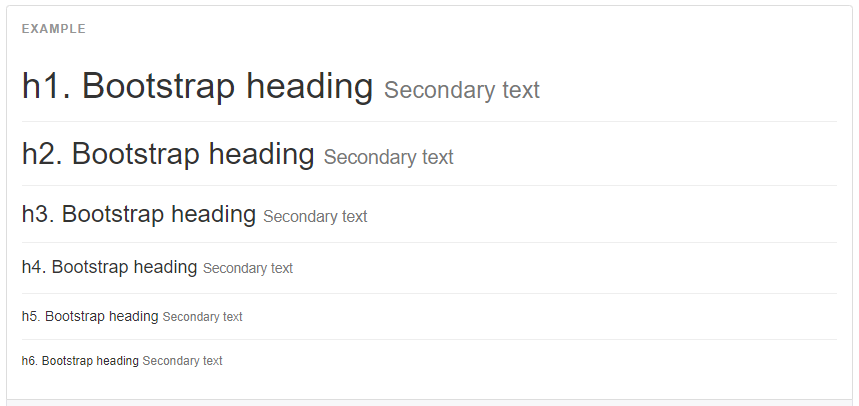 EXAMPLE
h1. Bootstrap heading Secondary text
h2. Bootstrap heading Secondary text
h3. Bootstrap heading Secondary text
h4. Bootstrap heading Secondary text
h5. Bootstrap heading Secondary text
h6. Bootstrap heading Secondary text